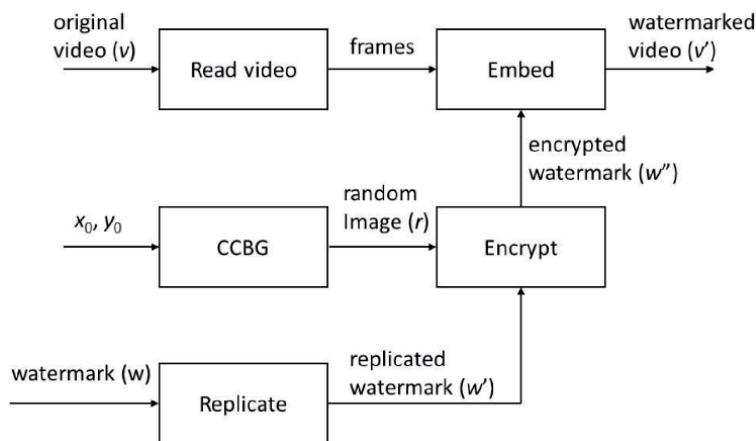 original
video (v)
Read video
frames
Embed
watermarked
video (v’)
encrypted
watermark (w”)
x₀, y₀
CCBG
random
Image (r)
Encrypt
watermark (w)
Replicate
replicated
watermark (w’)